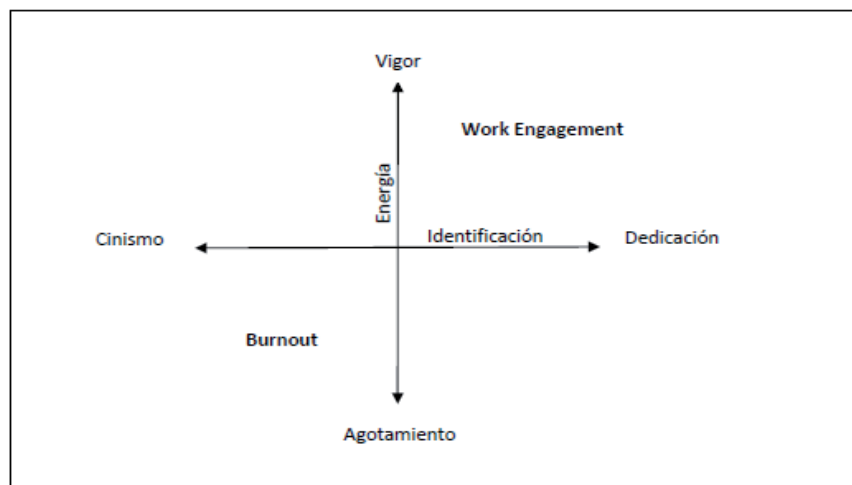 Vigor
Work Engagement
Energía
Cinismo
Identificación
Dedicación
Burnout
Agotamiento